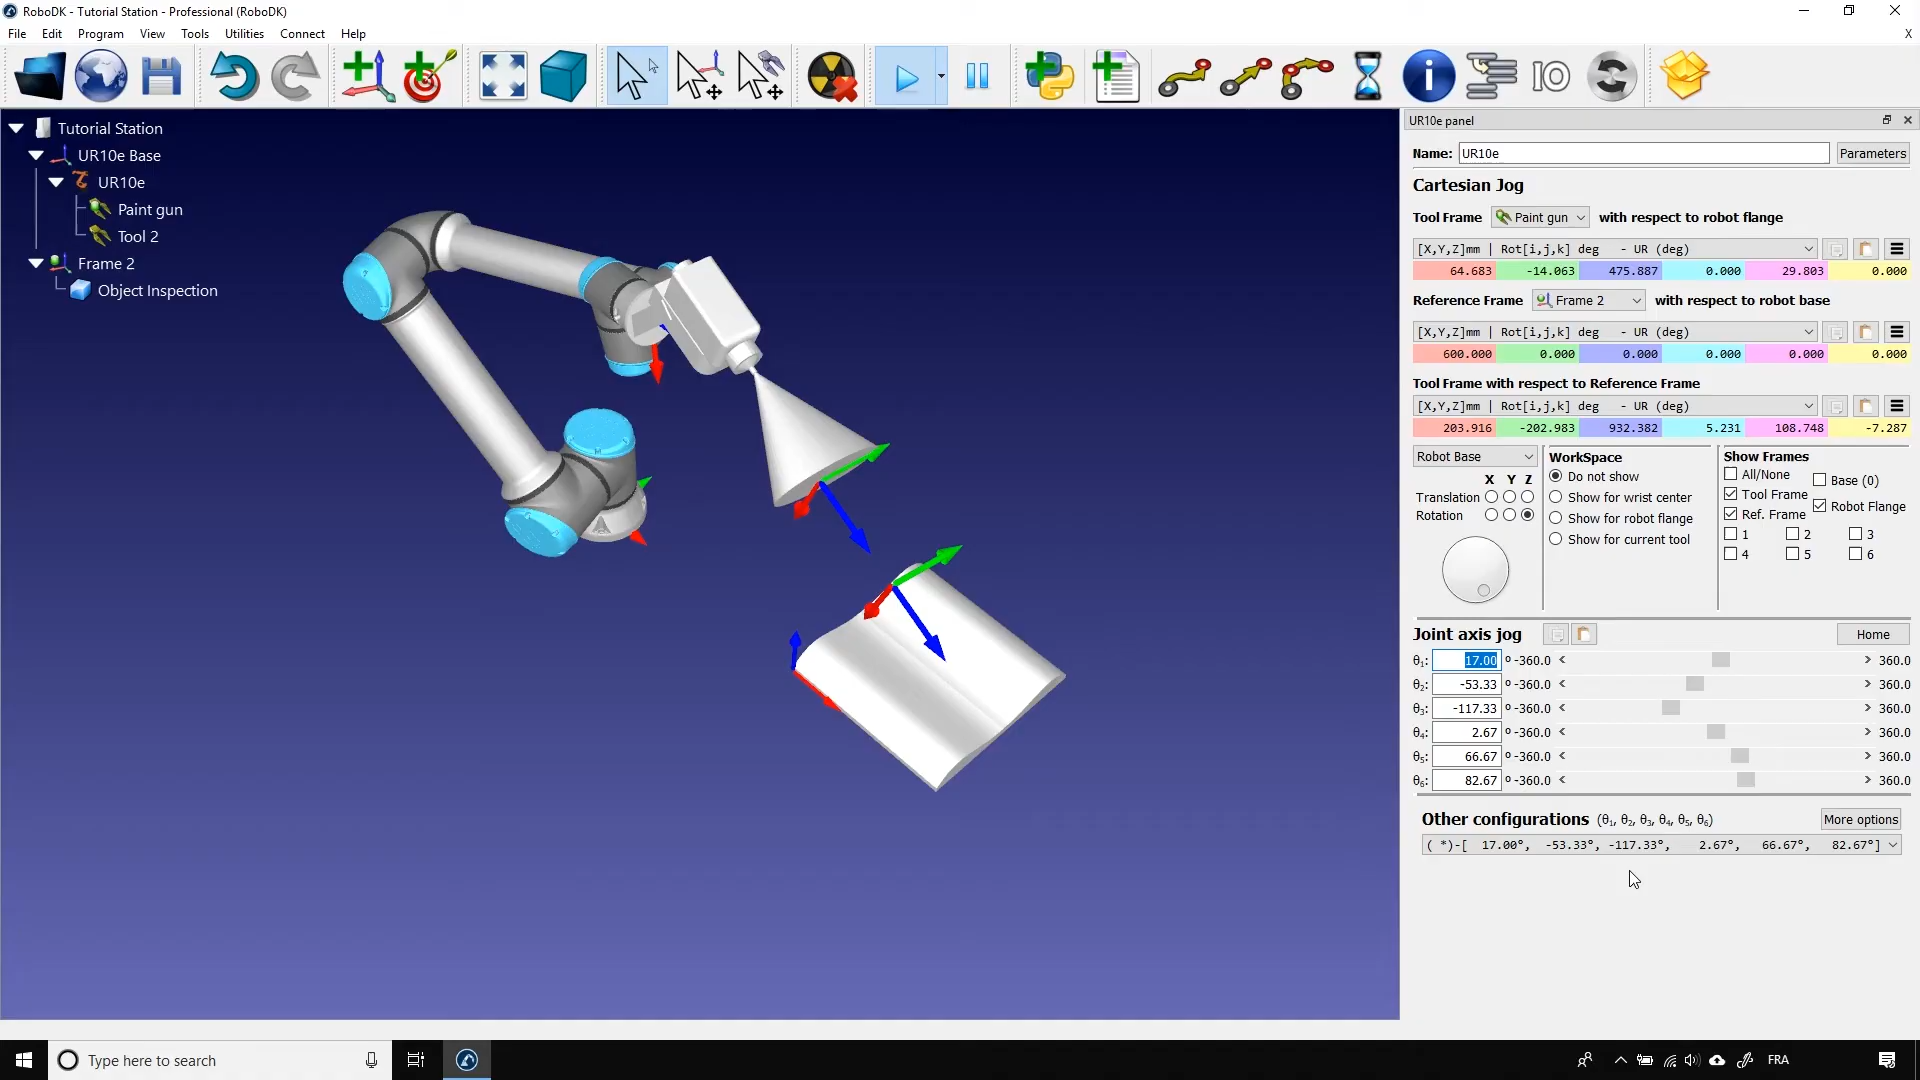 RoboDK - Tutorial Station - Professional (RoboDK)
File Edit Program View Tools Utilities Connect Help X
IO
Tutorial Station
UR10e Base
UR10e
Paint gun
Tool 2
Frame 2
Object Inspection
UR10e panel
Name: UR10e Parameters
Cartesian Jog
Tool Frame Paint gun with respect to robot flange
[X,Y,Z]mm | Rot[i,j,k] deg - UR (deg)
64.683 -14.063 475.887 0.000 29.803 0.000
Reference Frame Frame 2 with respect to robot base
[X,Y,Z]mm | Rot[i,j,k] deg - UR (deg)
600.000 0.000 0.000 0.000 0.000 0.000
Tool Frame with respect to Reference Frame
[X,Y,Z]mm | Rot[i,j,k] deg - UR (deg)
203.916 -202.983 932.382 5.231 108.748 -7.287
Robot Base
X Y Z
Translation
Rotation
WorkSpace
Do not show
Show for wrist center
Show for robot flange
Show for current tool
Show Frames
All/None Base (0)
Tool Frame
Ref. Frame Robot Flange
1 2 3
4 5 6
Joint axis jog Home
θ₁: 17.00 º -360.0 < > 360.0
θ₂: -53.33 º -360.0 < > 360.0
θ₃: -117.33 º -360.0 < > 360.0
θ₄: 2.67 º -360.0 < > 360.0
θ₅: 66.67 º -360.0 < > 360.0
θ₆: 82.67 º -360.0 < > 360.0
Other configurations (θ₁, θ₂, θ₃, θ₄, θ₅, θ₆) More options
( *)-[ 17.00°, -53.33°, -117.33°, 2.67°, 66.67°, 82.67°]
Type here to search
FRA